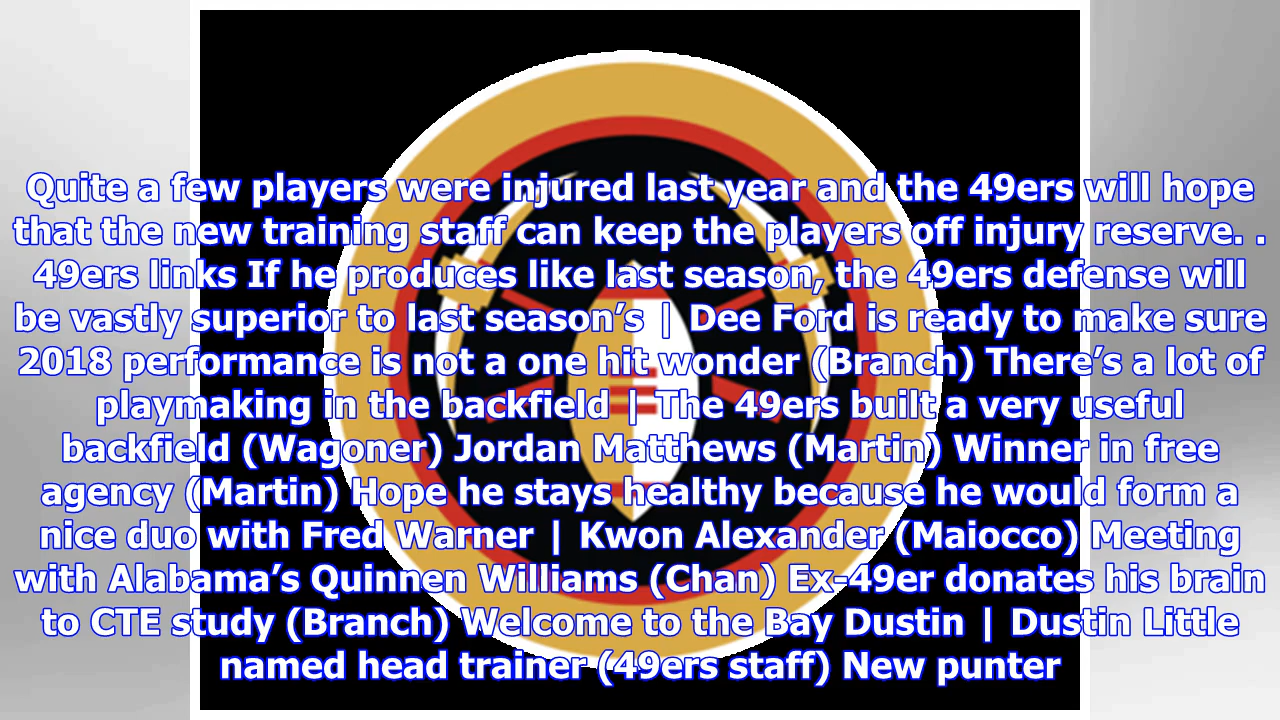 Quite a few players were injured last year and the 49ers will hope
that the new training staff can keep the players off injury reserve. .
49ers links If he produces like last season, the 49ers defense will
be vastly superior to last season’s | Dee Ford is ready to make sure
2018 performance is not a one hit wonder (Branch) There’s a lot of
playmaking in the backfield | The 49ers built a very useful
backfield (Wagoner) Jordan Matthews (Martin) Winner in free
agency (Martin) Hope he stays healthy because he would form a
nice duo with Fred Warner | Kwon Alexander (Maiocco) Meeting
with Alabama’s Quinnen Williams (Chan) Ex-49er donates his brain
to CTE study (Branch) Welcome to the Bay Dustin | Dustin Little
named head trainer (49ers staff) New punter